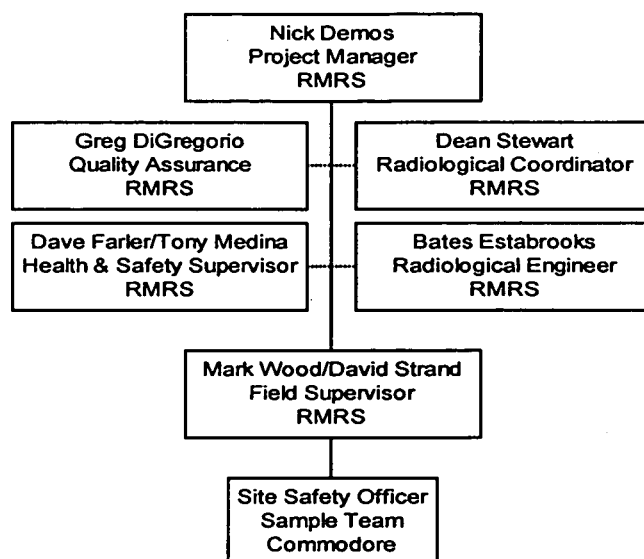 Nick Demos
Project Manager
RMRS
Greg DiGregorio
Quality Assurance
RMRS
Dean Stewart
Radiological Coordinator
RMRS
Dave Farler/Tony Medina
Health & Safety Supervisor
RMRS
Bates Estabrooks
Radiological Engineer
RMRS
Mark Wood/David Strand
Field Supervisor
RMRS
Site Safety Officer
Sample Team
Commodore